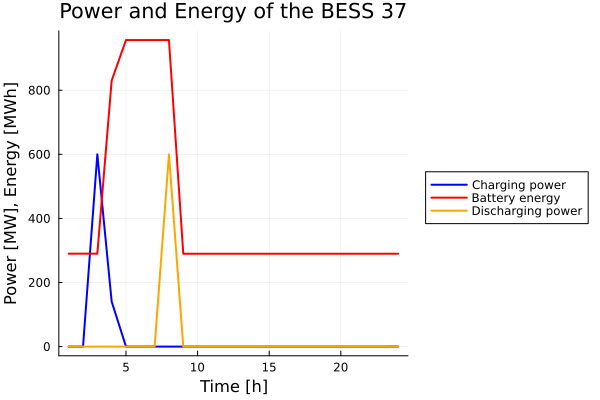 Power and Energy of the BESS 37
Power [MW], Energy [MWh]
800
600
400
200
0
5
10
15
20
Time [h]
Charging power
Battery energy
Discharging power